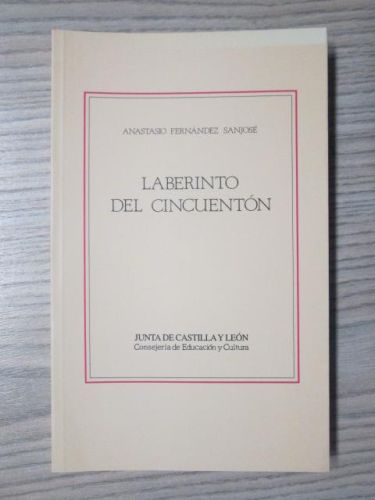 ANASTASIO FERNÁNDEZ SANJOSÉ
LABERINTO
DEL CINCUENTÓN
JUNTA DE CASTILLA Y LEÓN
Consejería de Educación y Cultura